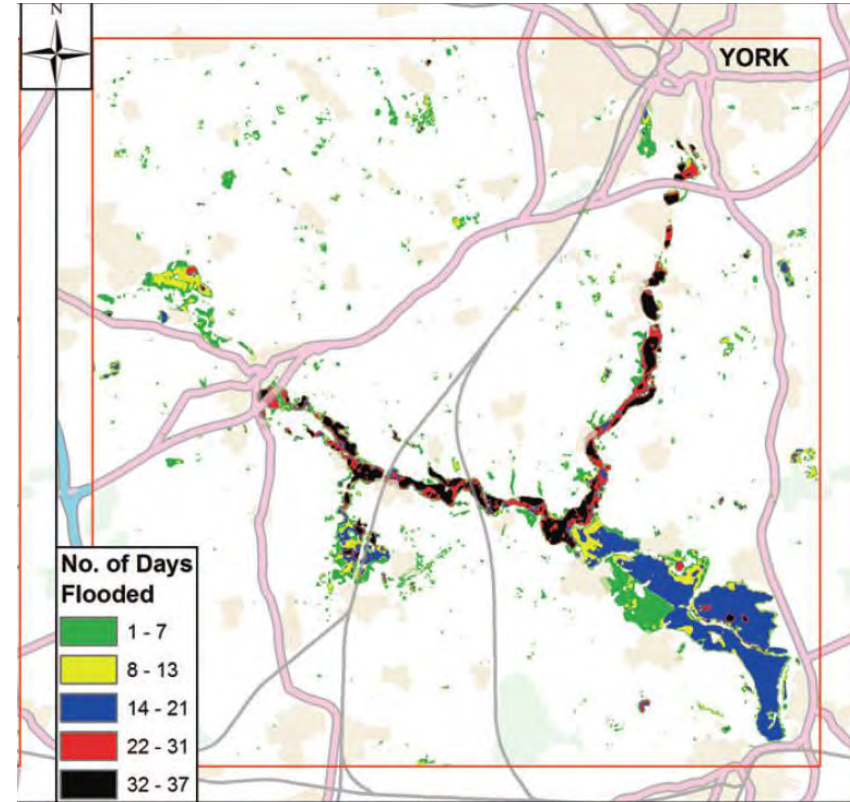 N
YORK
No. of Days
Flooded
1 - 7
8 - 13
14 - 21
22 - 31
32 - 37